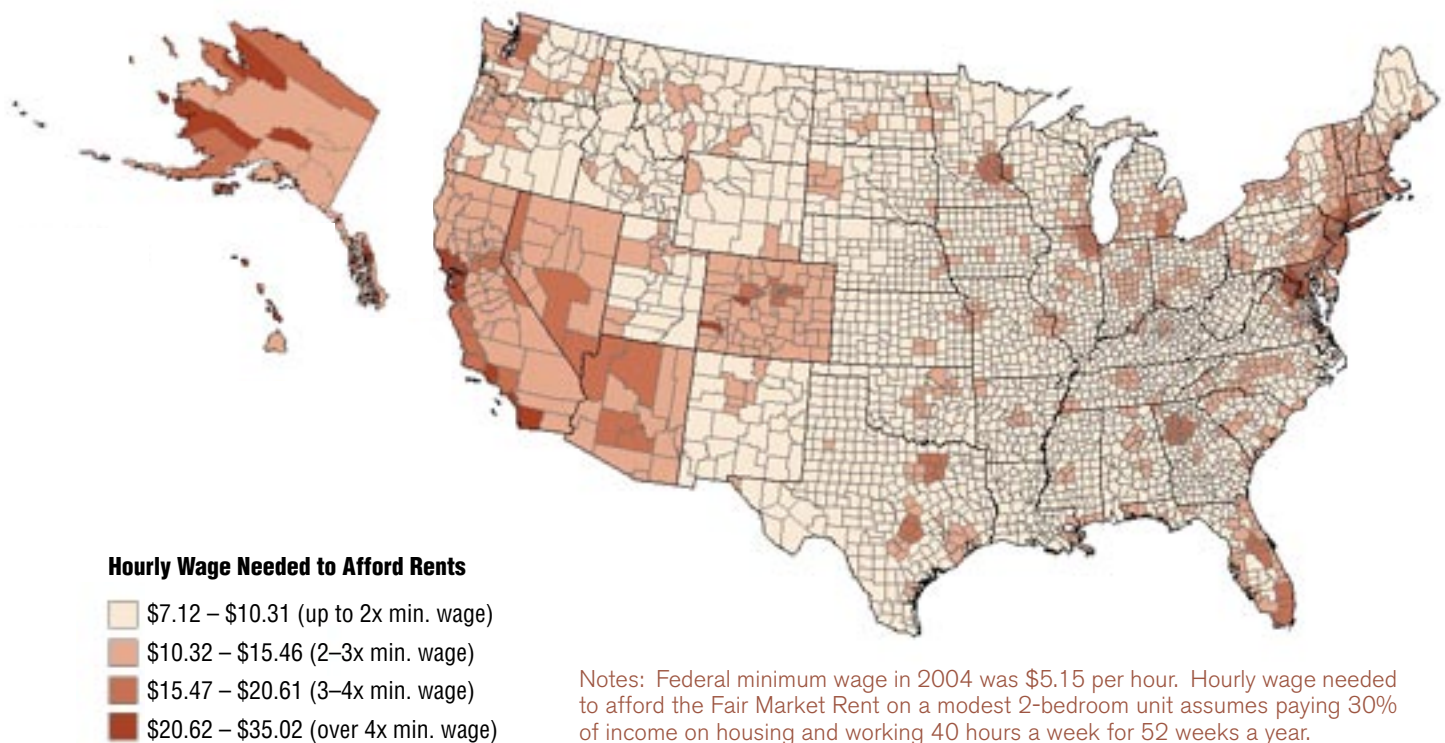 Hourly Wage Needed to Afford Rents
$7.12 – $10.31 (up to 2x min. wage)
$10.32 – $15.46 (2–3x min. wage)
$15.47 – $20.61 (3–4x min. wage)
$20.62 – $35.02 (over 4x min. wage)
Notes: Federal minimum wage in 2004 was $5.15 per hour. Hourly wage needed
to afford the Fair Market Rent on a modest 2-bedroom unit assumes paying 30%
of income on housing and working 40 hours a week for 52 weeks a year.